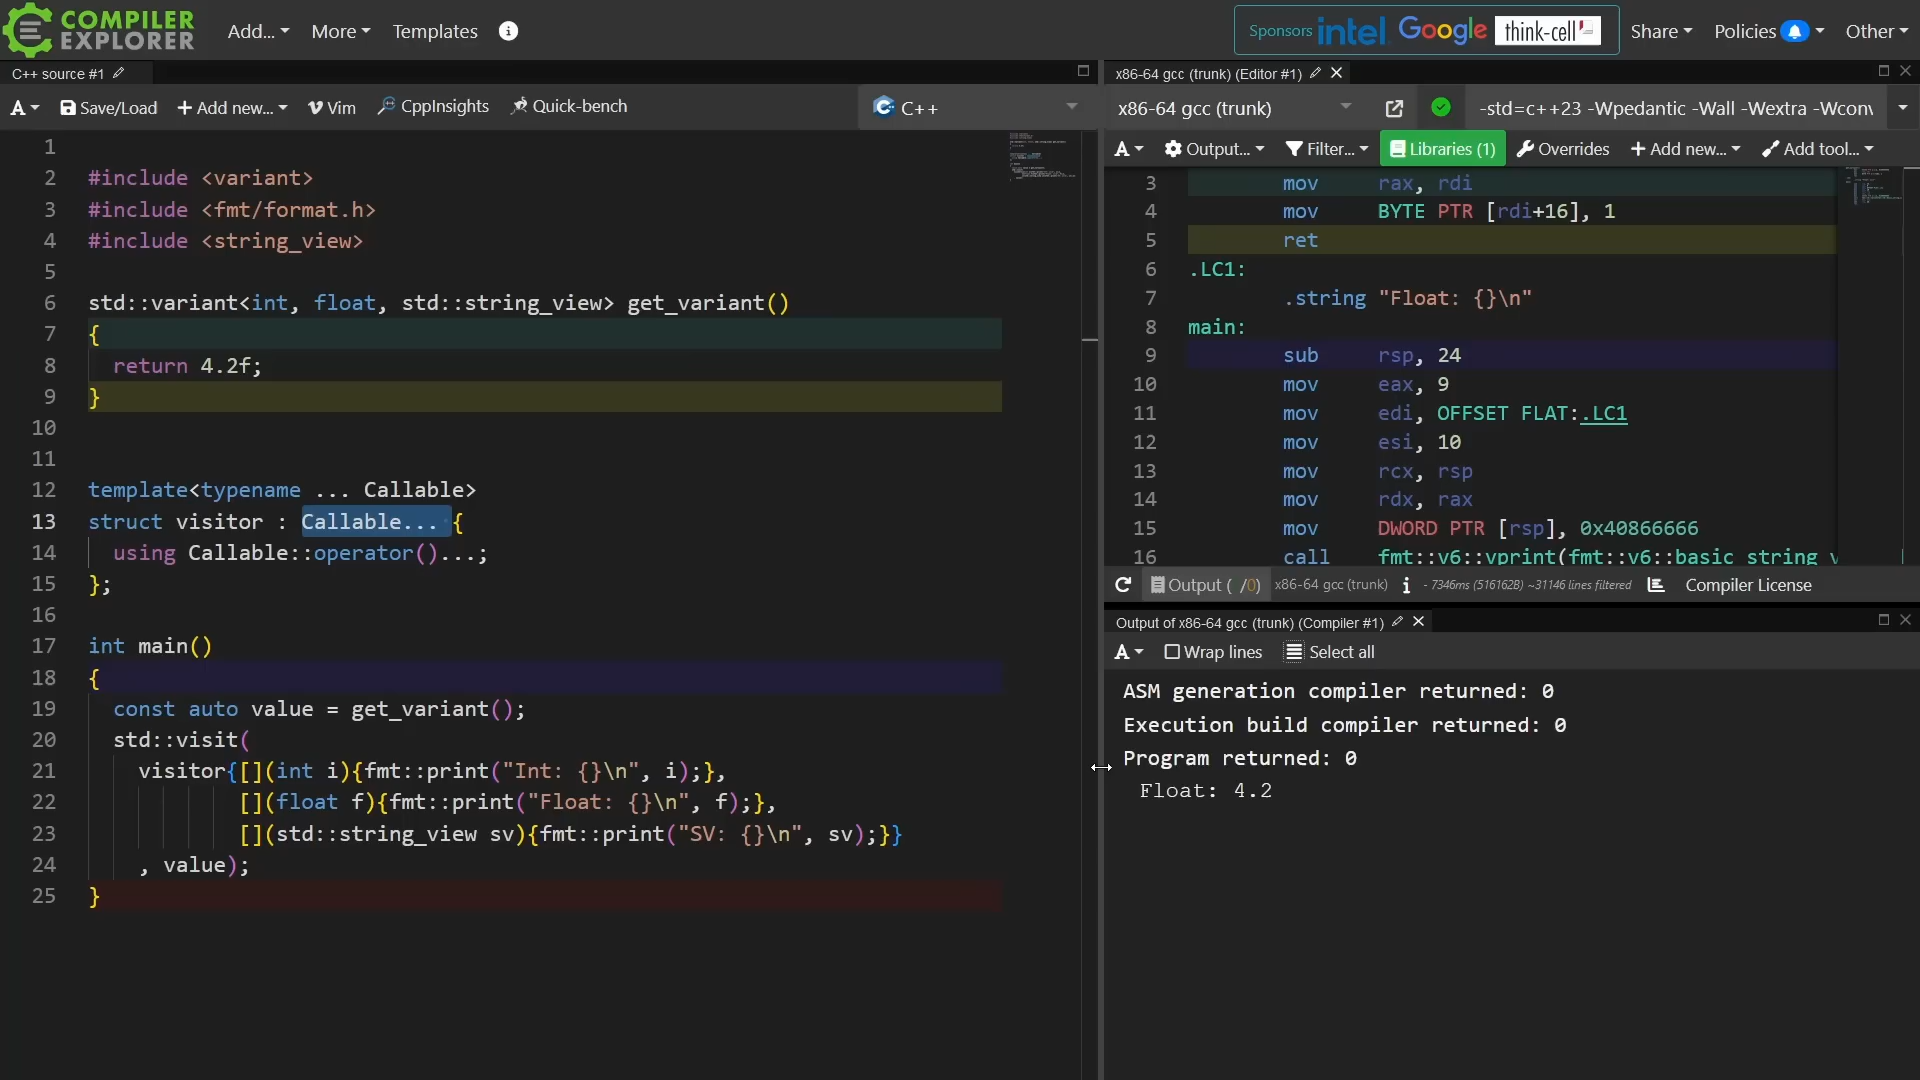 COMPILER
EXPLORER
Add...
More
Templates
Sponsors intel. Google think-cell
Share
Policies
Other
C++ source #1
A
Save/Load
+ Add new...
Vim
CppInsights
Quick-bench
C++
1
2 #include <variant>
3 #include <fmt/format.h>
4 #include <string_view>
5
6 std::variant<int, float, std::string_view> get_variant()
7 {
8 return 4.2f;
9 }
10
11
12 template<typename ... Callable>
13 struct visitor : Callable... {
14 using Callable::operator()...;
15 };
16
17 int main()
18 {
19 const auto value = get_variant();
20 std::visit(
21 visitor{[](int i){fmt::print("Int: {}\n", i);},
22 [](float f){fmt::print("Float: {}\n", f);},
23 [](std::string_view sv){fmt::print("SV: {}\n", sv);}}
24 , value);
25 }
x86-64 gcc (trunk) (Editor #1)
x86-64 gcc (trunk)
-std=c++23 -Wpedantic -Wall -Wextra -Wconv
A
Output...
Filter...
Libraries (1)
Overrides
+ Add new...
Add tool...
3 mov rax, rdi
4 mov BYTE PTR [rdi+16], 1
5 ret
6 .LC1:
7 .string "Float: {}\n"
8 main:
9 sub rsp, 24
10 mov eax, 9
11 mov edi, OFFSET FLAT:.LC1
12 mov esi, 10
13 mov rcx, rsp
14 mov rdx, rax
15 mov DWORD PTR [rsp], 0x40866666
16 call fmt::v6::vprint(fmt::v6::basic_string_v
Output ( /0) x86-64 gcc (trunk) i - 7346ms (516162B) ~31146 lines filtered Compiler License
Output of x86-64 gcc (trunk) (Compiler #1)
A
Wrap lines
Select all
ASM generation compiler returned: 0
Execution build compiler returned: 0
Program returned: 0
Float: 4.2